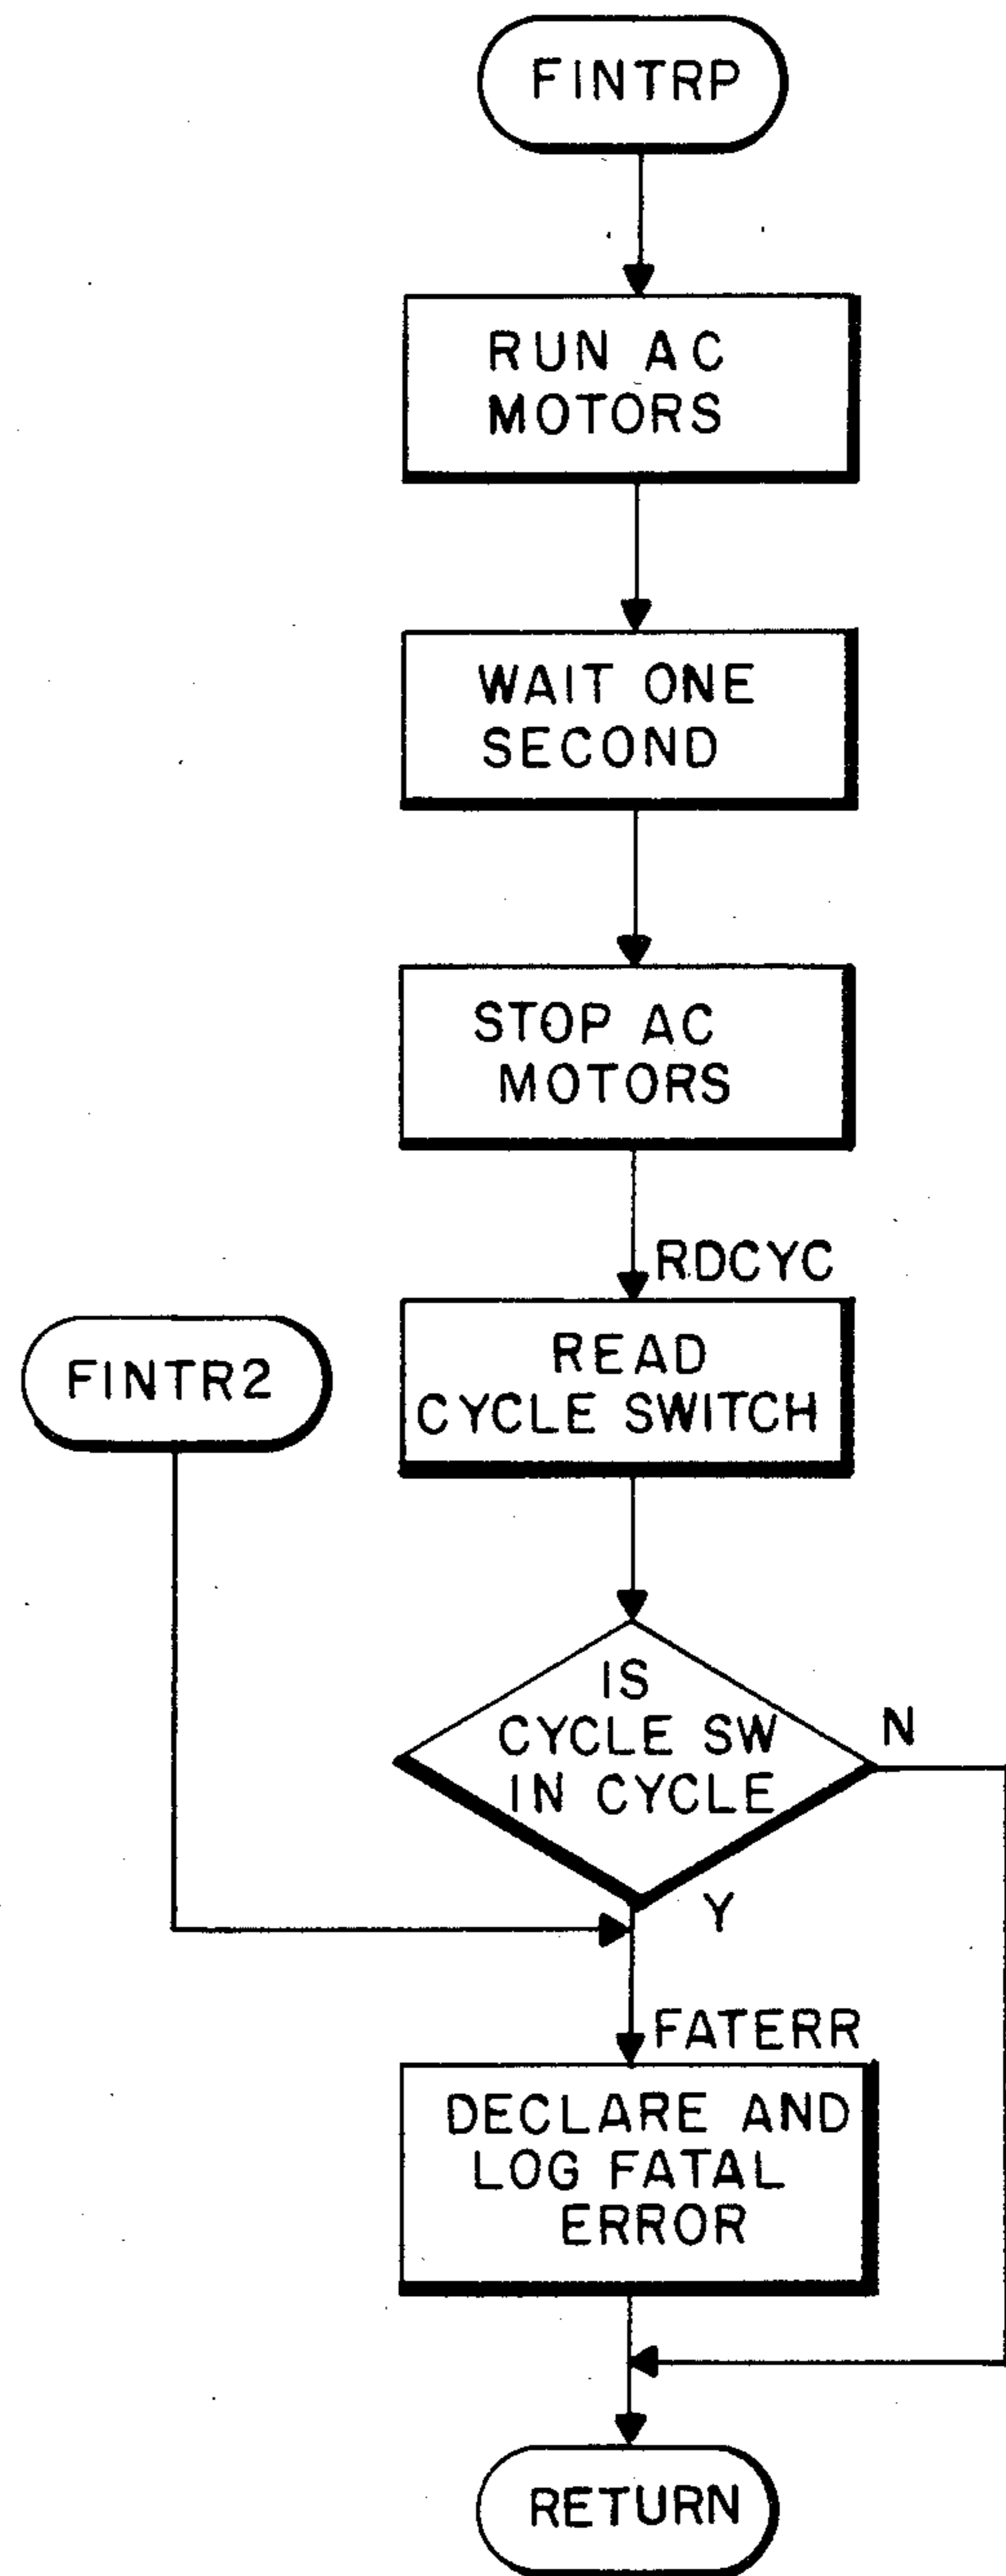 FINTRP
RUN AC
MOTORS
WAIT ONE
SECOND
STOP AC
MOTORS
RDCYC
READ
CYCLE SWITCH
FINTR2
IS
CYCLE SW
IN CYCLE
N
Y
FATERR
DECLARE AND
LOG FATAL
ERROR
RETURN